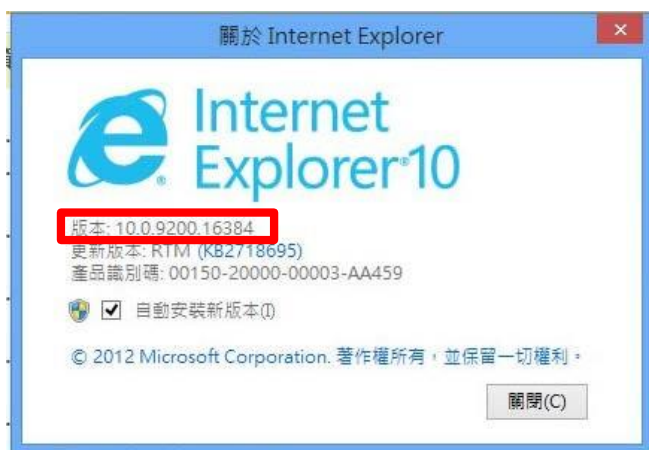 關於 Internet Explorer
Internet
Explorer®10
版本: 10.0.9200.16384
更新版本: RTM (KB2718695)
產品識別碼: 00150-20000-00003-AA459
自動安裝新版本(I)
© 2012 Microsoft Corporation. 著作權所有，並保留一切權利。
關閉(C)